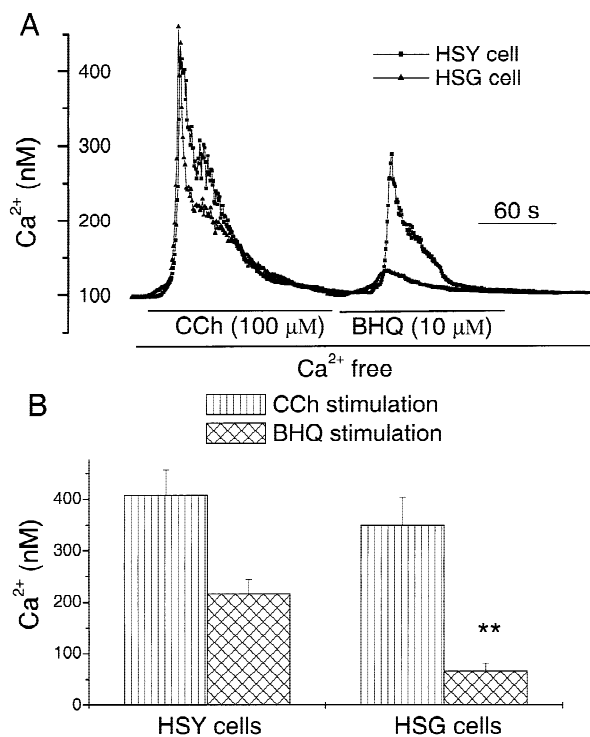 A
HSY cell
HSG cell
400
300
200
100
Ca²⁺ (nM)
60 s
CCh (100 μM)
BHQ (10 μM)
Ca²⁺ free
B
CCh stimulation
BHQ stimulation
400
300
200
100
0
Ca²⁺ (nM)
**
HSY cells
HSG cells